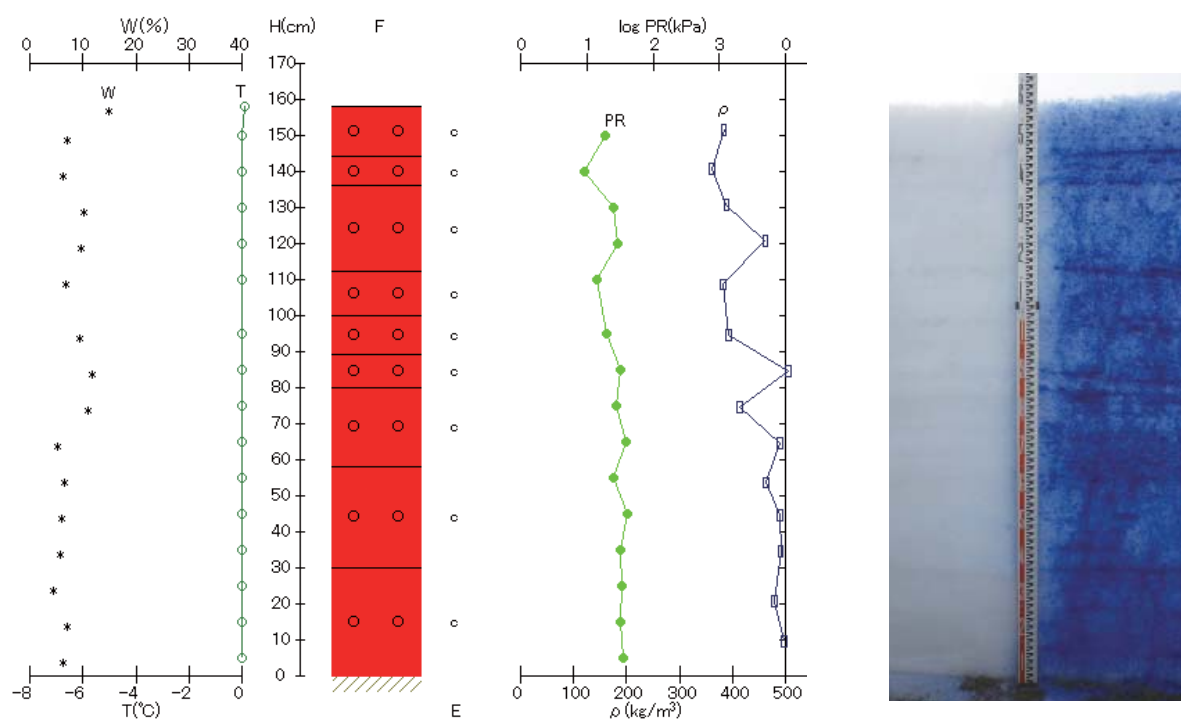 W(%) H(cm) F log PR(kPa)
0 10 20 30 40 0 1 2 3 0
170
W T
160
PR ρ
150
c
140
c
130
c
120
110
c
100
c
90
c
80
70
c
60
50
c
40
30
20
c
10
0
−8 −6 −4 −2 0 0 100 200 300 400 500
T(℃) E ρ(kg/m³)